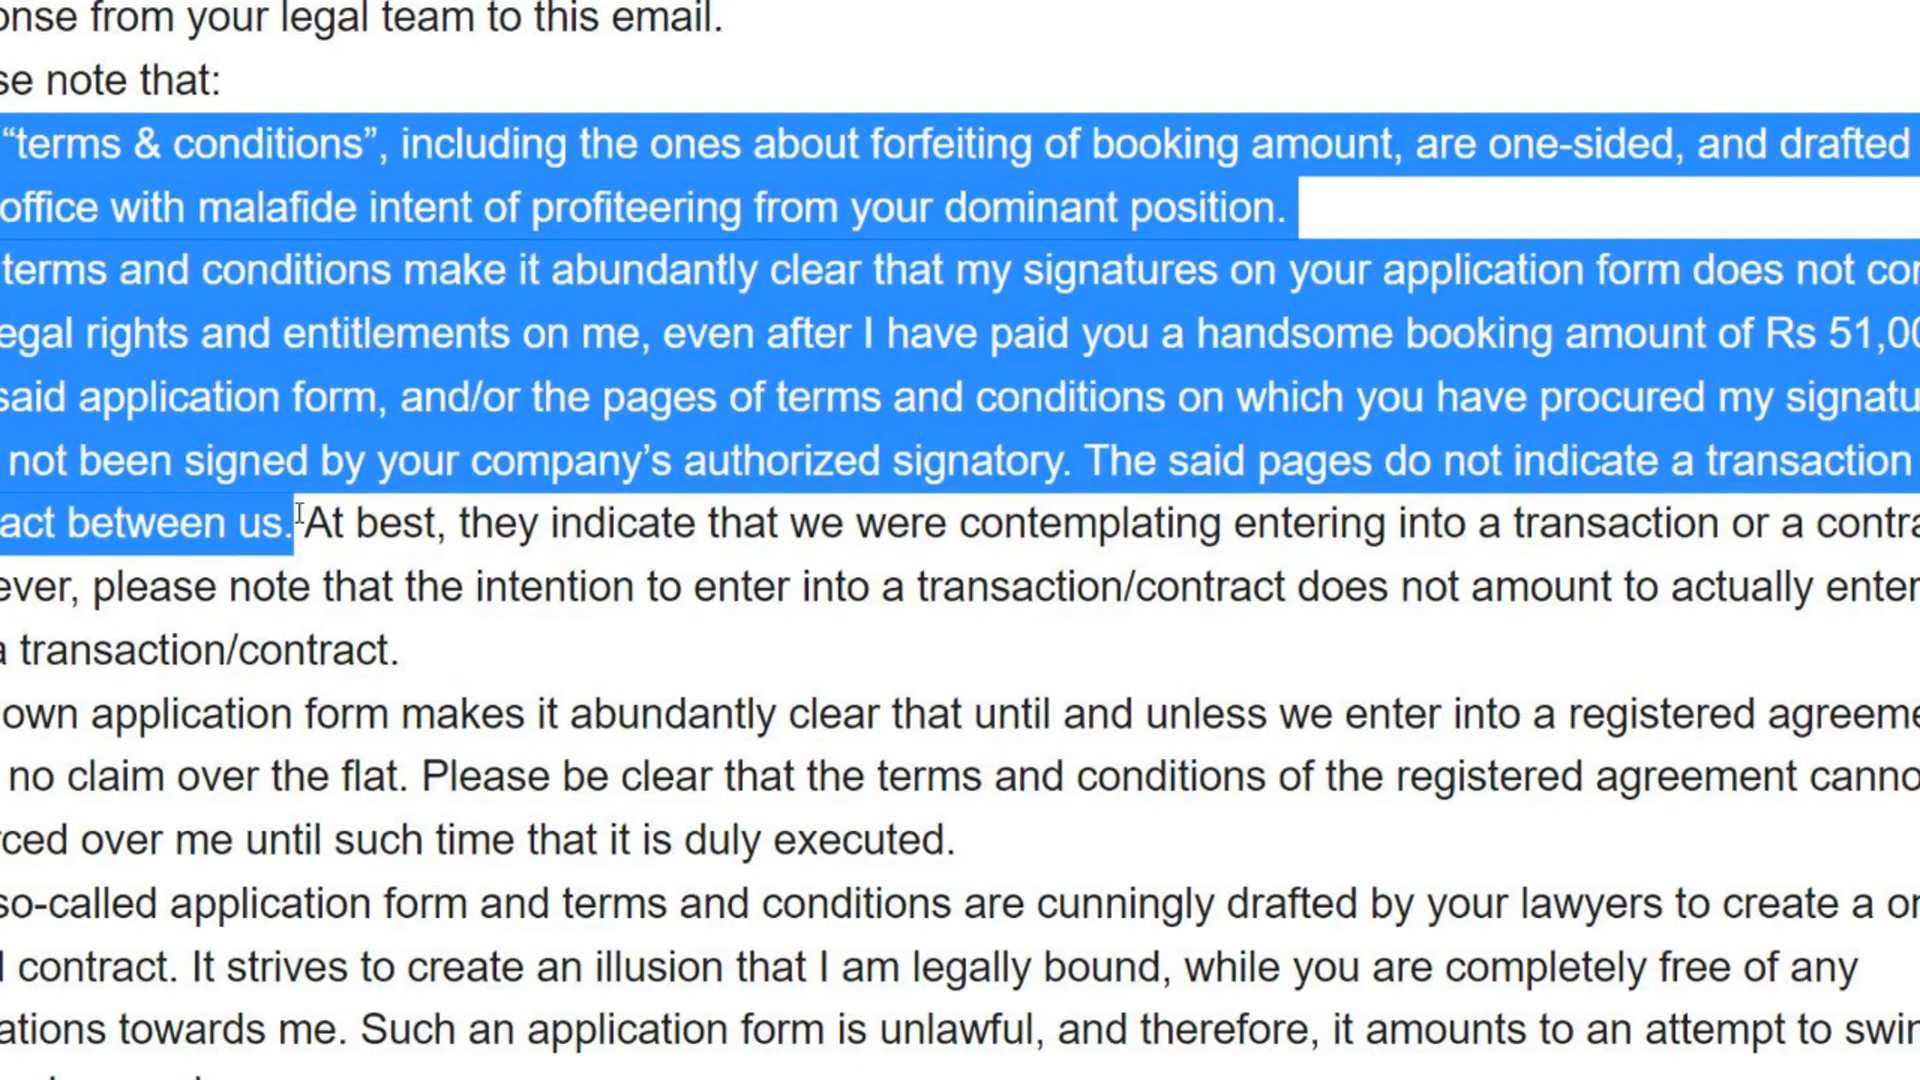 onse from your legal team to this email.
se note that:
“terms & conditions”, including the ones about forfeiting of booking amount, are one-sided, and drafted
office with malafide intent of profiteering from your dominant position.
terms and conditions make it abundantly clear that my signatures on your application form does not con
egal rights and entitlements on me, even after I have paid you a handsome booking amount of Rs 51,00
said application form, and/or the pages of terms and conditions on which you have procured my signatu
not been signed by your company’s authorized signatory. The said pages do not indicate a transaction
act between us. At best, they indicate that we were contemplating entering into a transaction or a contra
ever, please note that the intention to enter into a transaction/contract does not amount to actually enter
a transaction/contract.
own application form makes it abundantly clear that until and unless we enter into a registered agreeme
no claim over the flat. Please be clear that the terms and conditions of the registered agreement canno
rced over me until such time that it is duly executed.
so-called application form and terms and conditions are cunningly drafted by your lawyers to create a on
l contract. It strives to create an illusion that I am legally bound, while you are completely free of any
ations towards me. Such an application form is unlawful, and therefore, it amounts to an attempt to swin